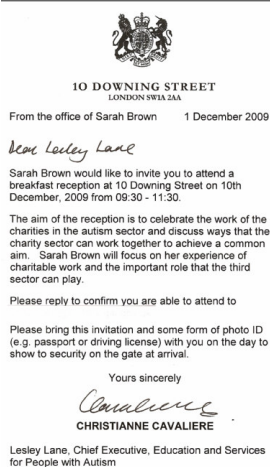 10 DOWNING STREET
LONDON SW1A 2AA
From the office of Sarah Brown 1 December 2009
Dear Lesley Lane
Sarah Brown would like to invite you to attend a
breakfast reception at 10 Downing Street on 10th
December, 2009 from 09:30 - 11:30.
The aim of the reception is to celebrate the work of the
charities in the autism sector and discuss ways that the
charity sector can work together to achieve a common
aim. Sarah Brown will focus on her experience of
charitable work and the important role that the third
sector can play.
Please reply to confirm you are able to attend to
Please bring this invitation and some form of photo ID
(e.g. passport or driving license) with you on the day to
show to security on the gate at arrival.
Yours sincerely
CHRISTIANNE CAVALIERE
Lesley Lane, Chief Executive, Education and Services
for People with Autism